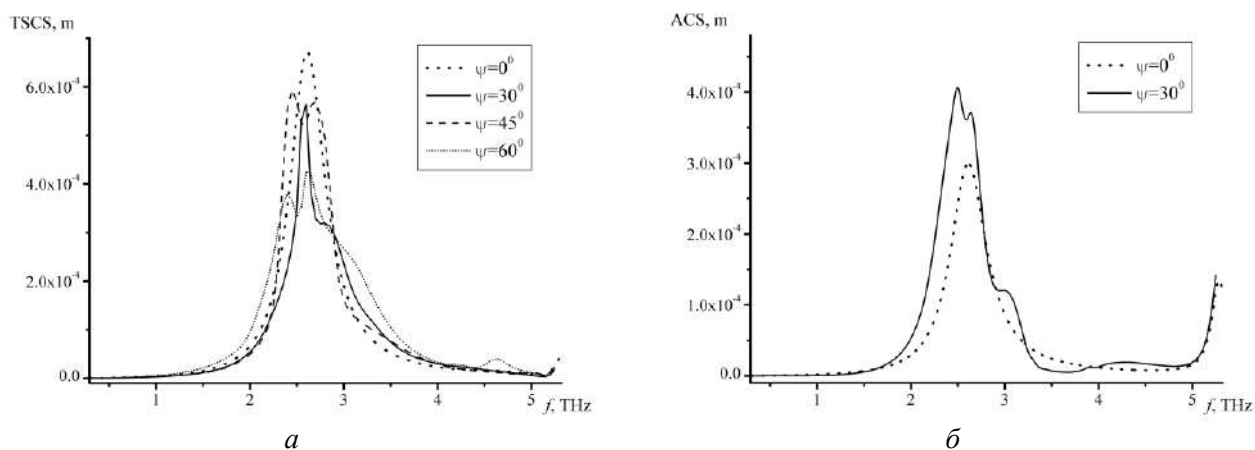 TSCS, m
6.0x10⁻⁴
4.0x10⁻⁴
2.0x10⁻⁴
0.0
1 2 3 4 5
f, THz
ψ=0⁰
ψ=30⁰
ψ=45⁰
ψ=60⁰
а
ACS, m
4.0x10⁻⁴
3.0x10⁻⁴
2.0x10⁻⁴
1.0x10⁻⁴
0.0
1 2 3 4 5
f, THz
ψ=0⁰
ψ=30⁰
б